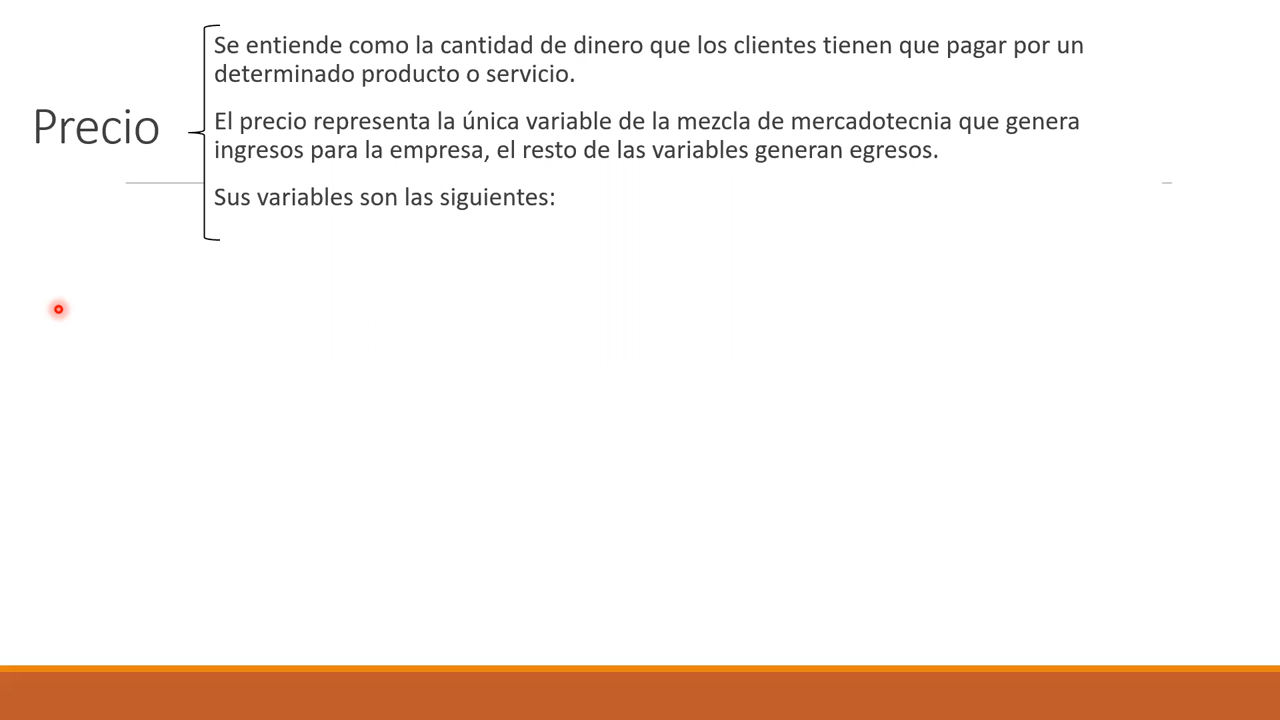 Precio
Se entiende como la cantidad de dinero que los clientes tienen que pagar por un
determinado producto o servicio.
El precio representa la única variable de la mezcla de mercadotecnia que genera
ingresos para la empresa, el resto de las variables generan egresos.
Sus variables son las siguientes: